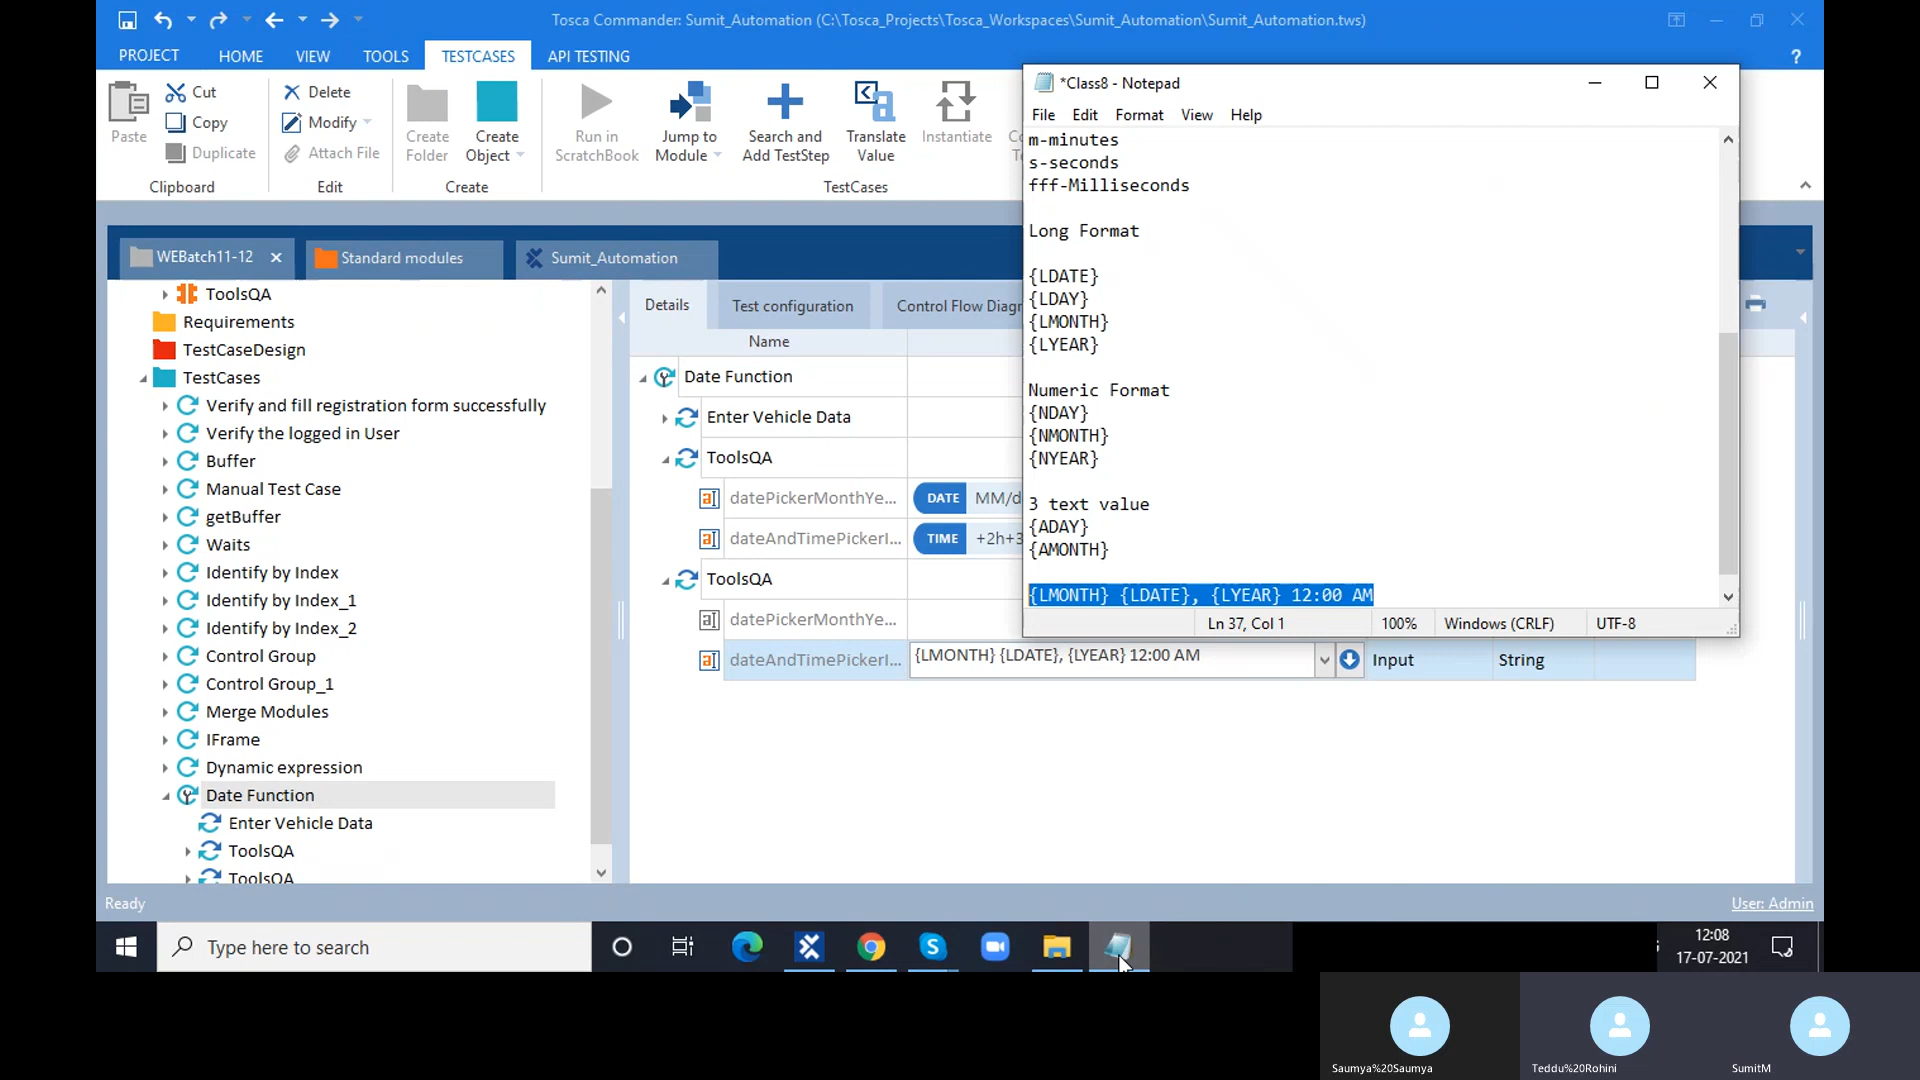 Tosca Commander: Sumit_Automation (C:\Tosca_Projects\Tosca_Workspaces\Sumit_Automation\Sumit_Automation.tws)
PROJECT HOME VIEW TOOLS TESTCASES API TESTING ?
Paste
Cut
Copy
Duplicate
Clipboard
Delete
Modify
Attach File
Edit
Create Folder
Create Object
Create
Run in ScratchBook
Jump to Module
Search and Add TestStep
Translate Value
Instantiate
TestCases
WEBatch11-12
Standard modules
Sumit_Automation
ToolsQA
Requirements
TestCaseDesign
TestCases
Verify and fill registration form successfully
Verify the logged in User
Buffer
Manual Test Case
getBuffer
Waits
Identify by Index
Identify by Index_1
Identify by Index_2
Control Group
Control Group_1
Merge Modules
IFrame
Dynamic expression
Date Function
Enter Vehicle Data
ToolsQA
ToolsQA
Details Test configuration Control Flow Diagr
Name
Date Function
Enter Vehicle Data
ToolsQA
datePickerMonthYe... DATE MM/d
dateAndTimePickerI... TIME +2h+3
ToolsQA
datePickerMonthYe...
dateAndTimePickerI... {LMONTH} {LDATE}, {LYEAR} 12:00 AM Input String
*Class8 - Notepad
File Edit Format View Help
m-minutes
s-seconds
fff-Milliseconds
Long Format
{LDATE}
{LDAY}
{LMONTH}
{LYEAR}
Numeric Format
{NDAY}
{NMONTH}
{NYEAR}
3 text value
{ADAY}
{AMONTH}
{LMONTH} {LDATE}, {LYEAR} 12:00 AM
Ln 37, Col 1 100% Windows (CRLF) UTF-8
Ready
User: Admin
Type here to search
12:08
17-07-2021
Saumya%20Saumya
Teddu%20Rohini
SumitM